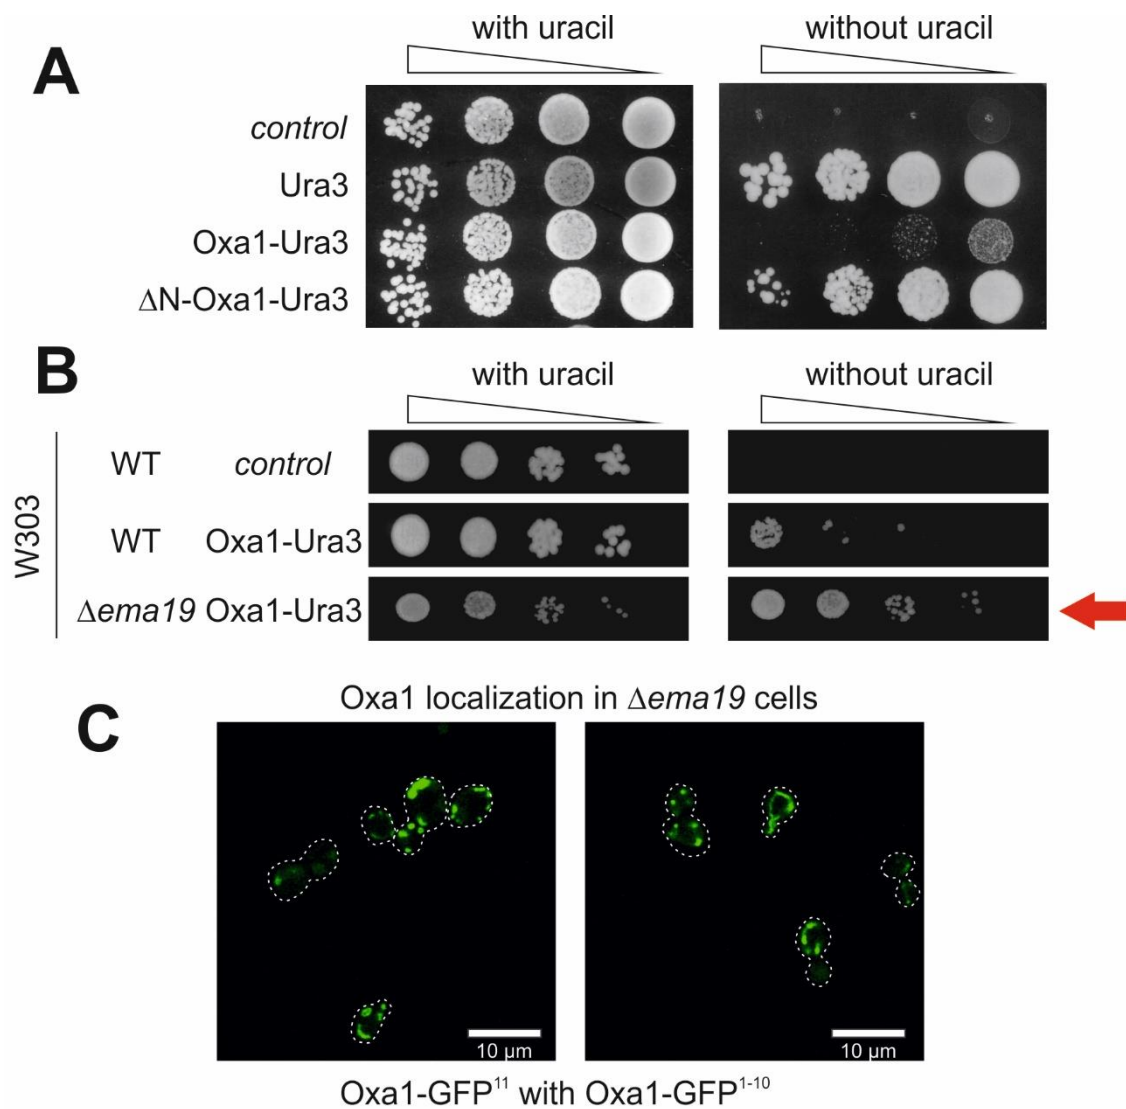 A
with uracil
without uracil
control
Ura3
Oxa1-Ura3
ΔN-Oxa1-Ura3
B
with uracil
without uracil
W303
WT control
WT Oxa1-Ura3
Δema19 Oxa1-Ura3
C
Oxa1 localization in Δema19 cells
10 µm
10 µm
Oxa1-GFP¹¹ with Oxa1-GFP¹⁻¹⁰